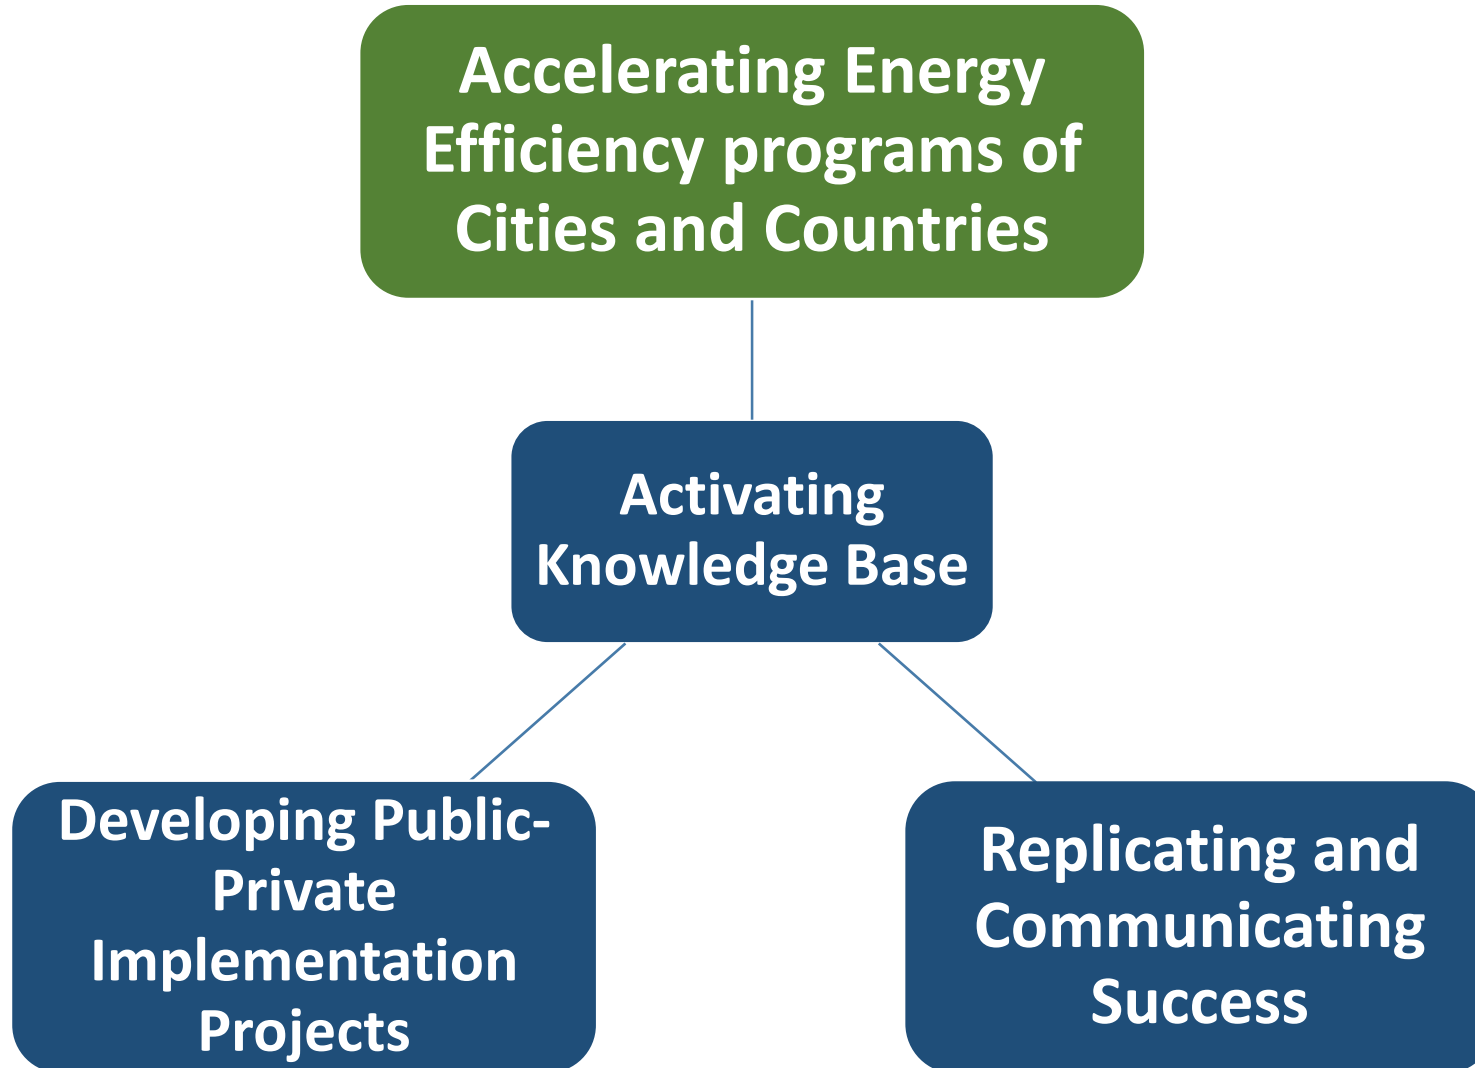 Accelerating Energy
Efficiency programs of
Cities and Countries
Activating
Knowledge Base
Developing Public-
Private
Implementation
Projects
Replicating and
Communicating
Success